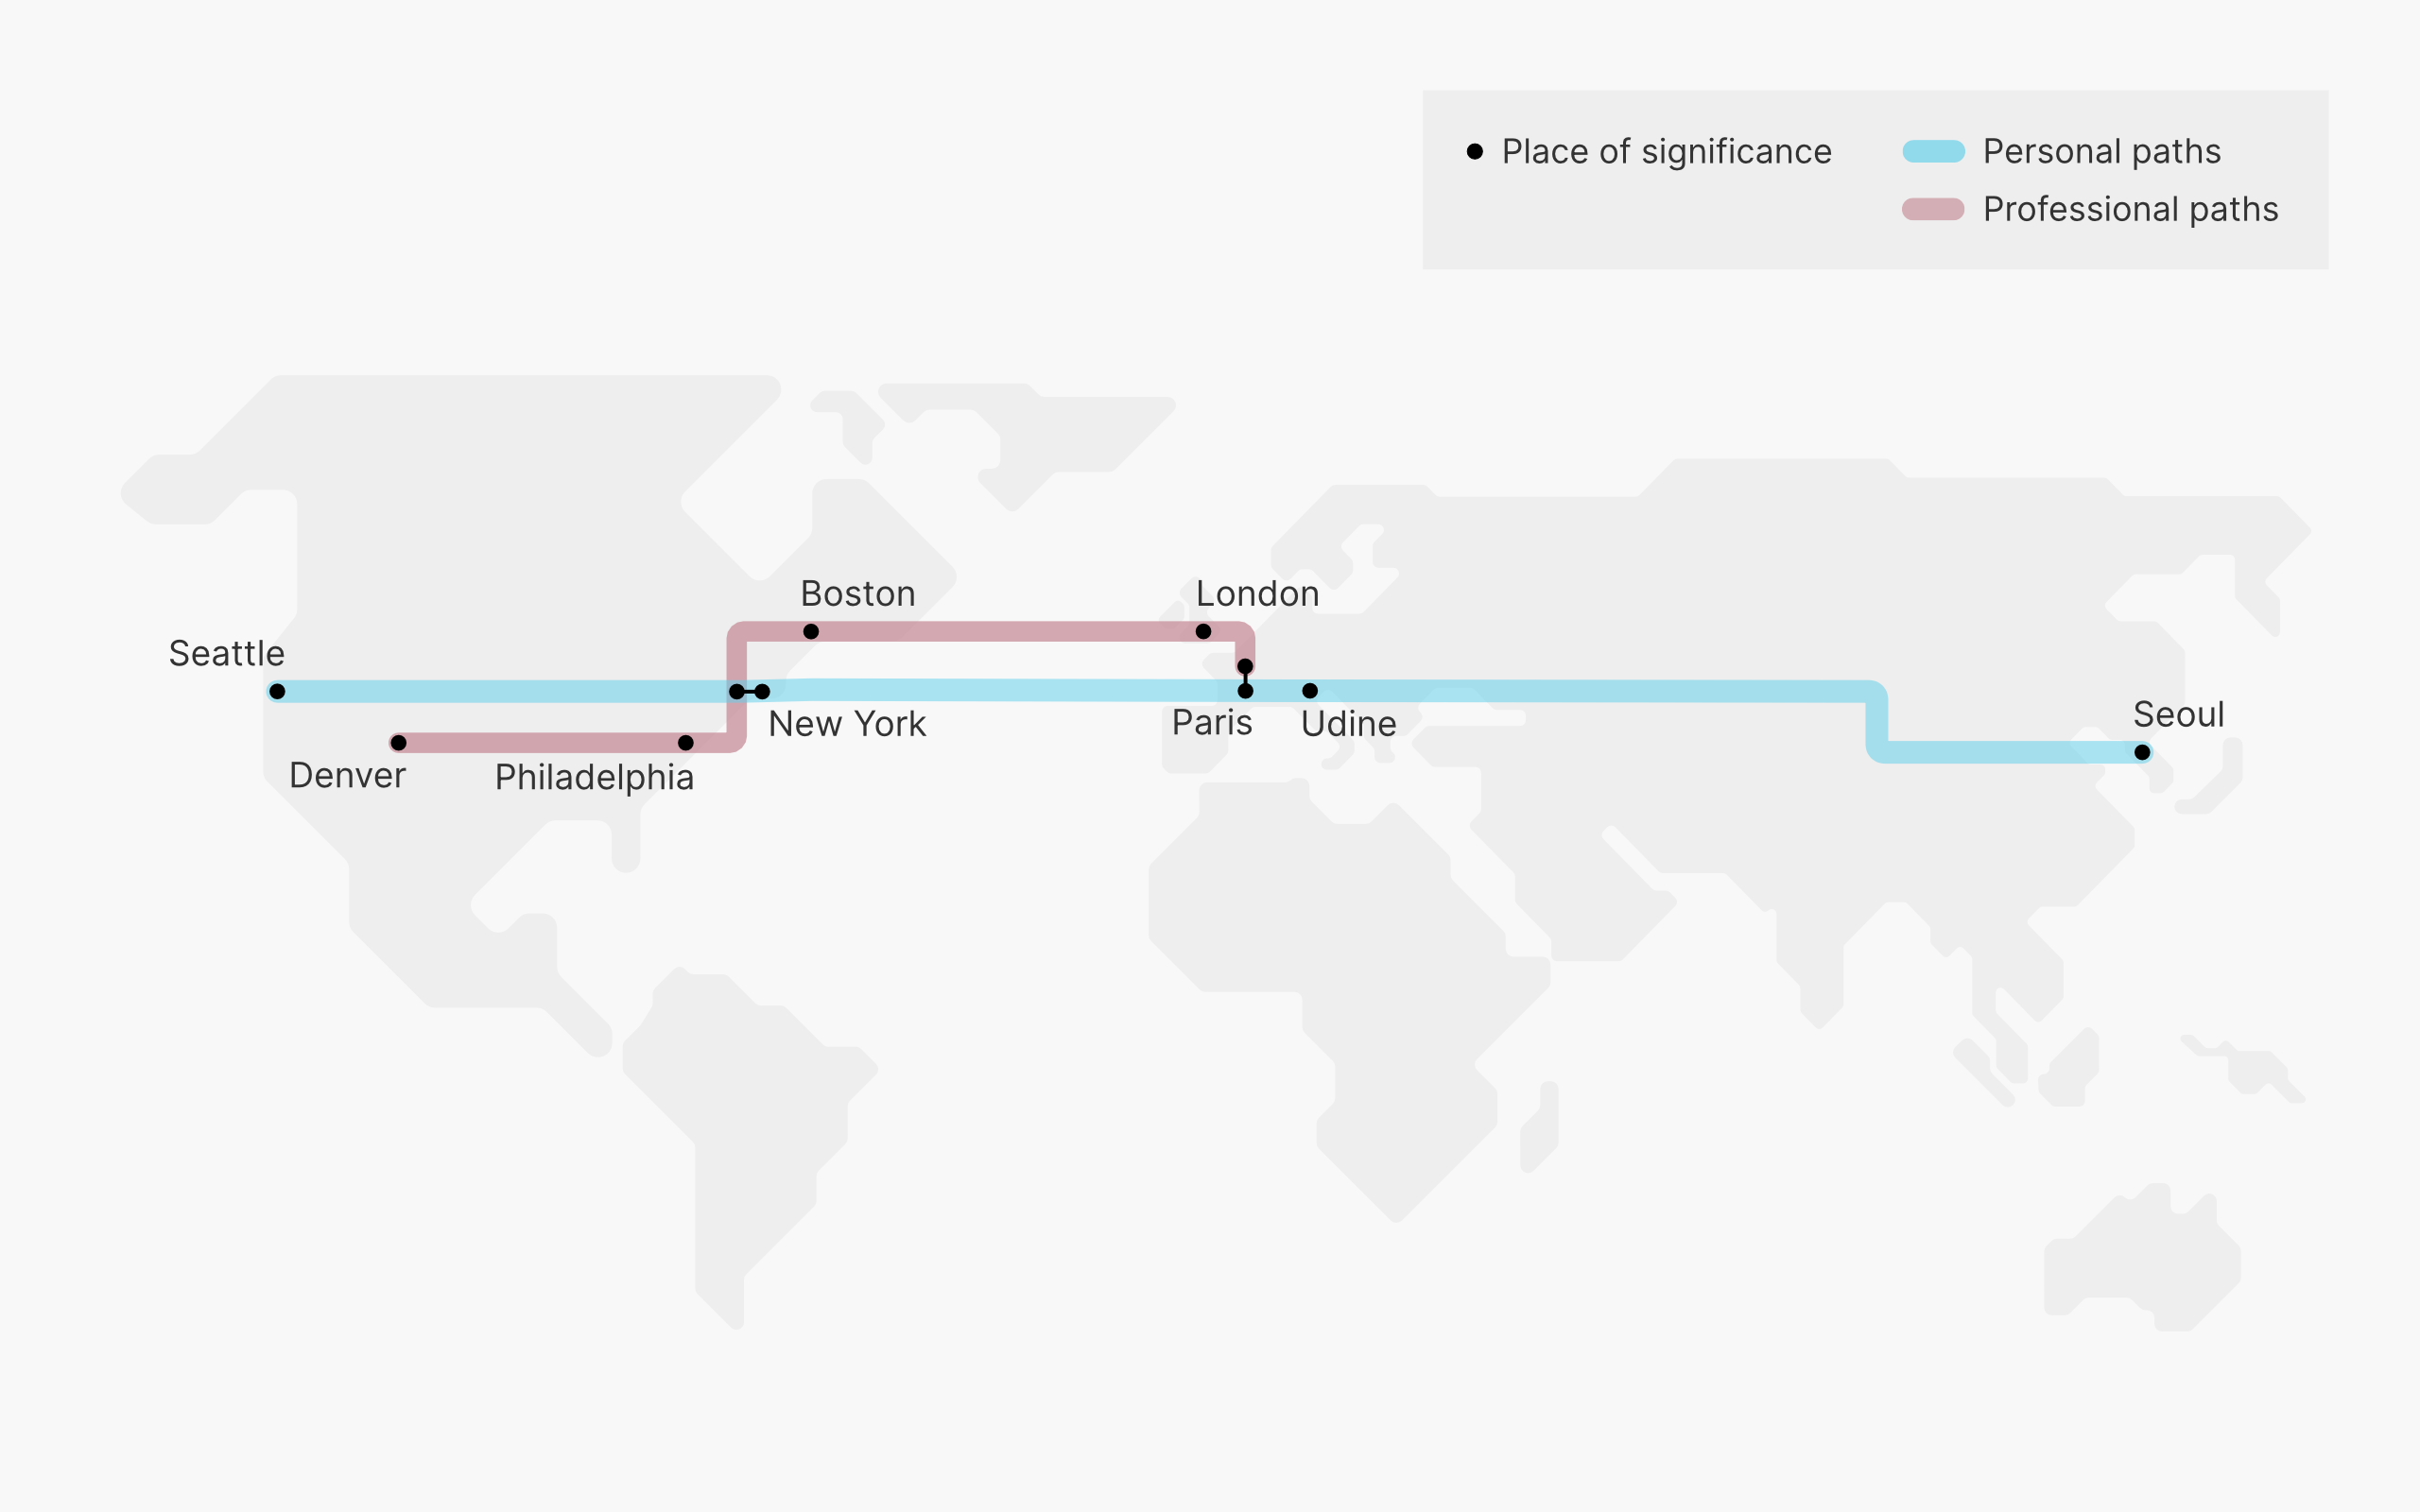 Place of significance
Personal paths
Professional paths
Boston
London
Seattle
New York
Paris
Udine
Seoul
Denver
Philadelphia